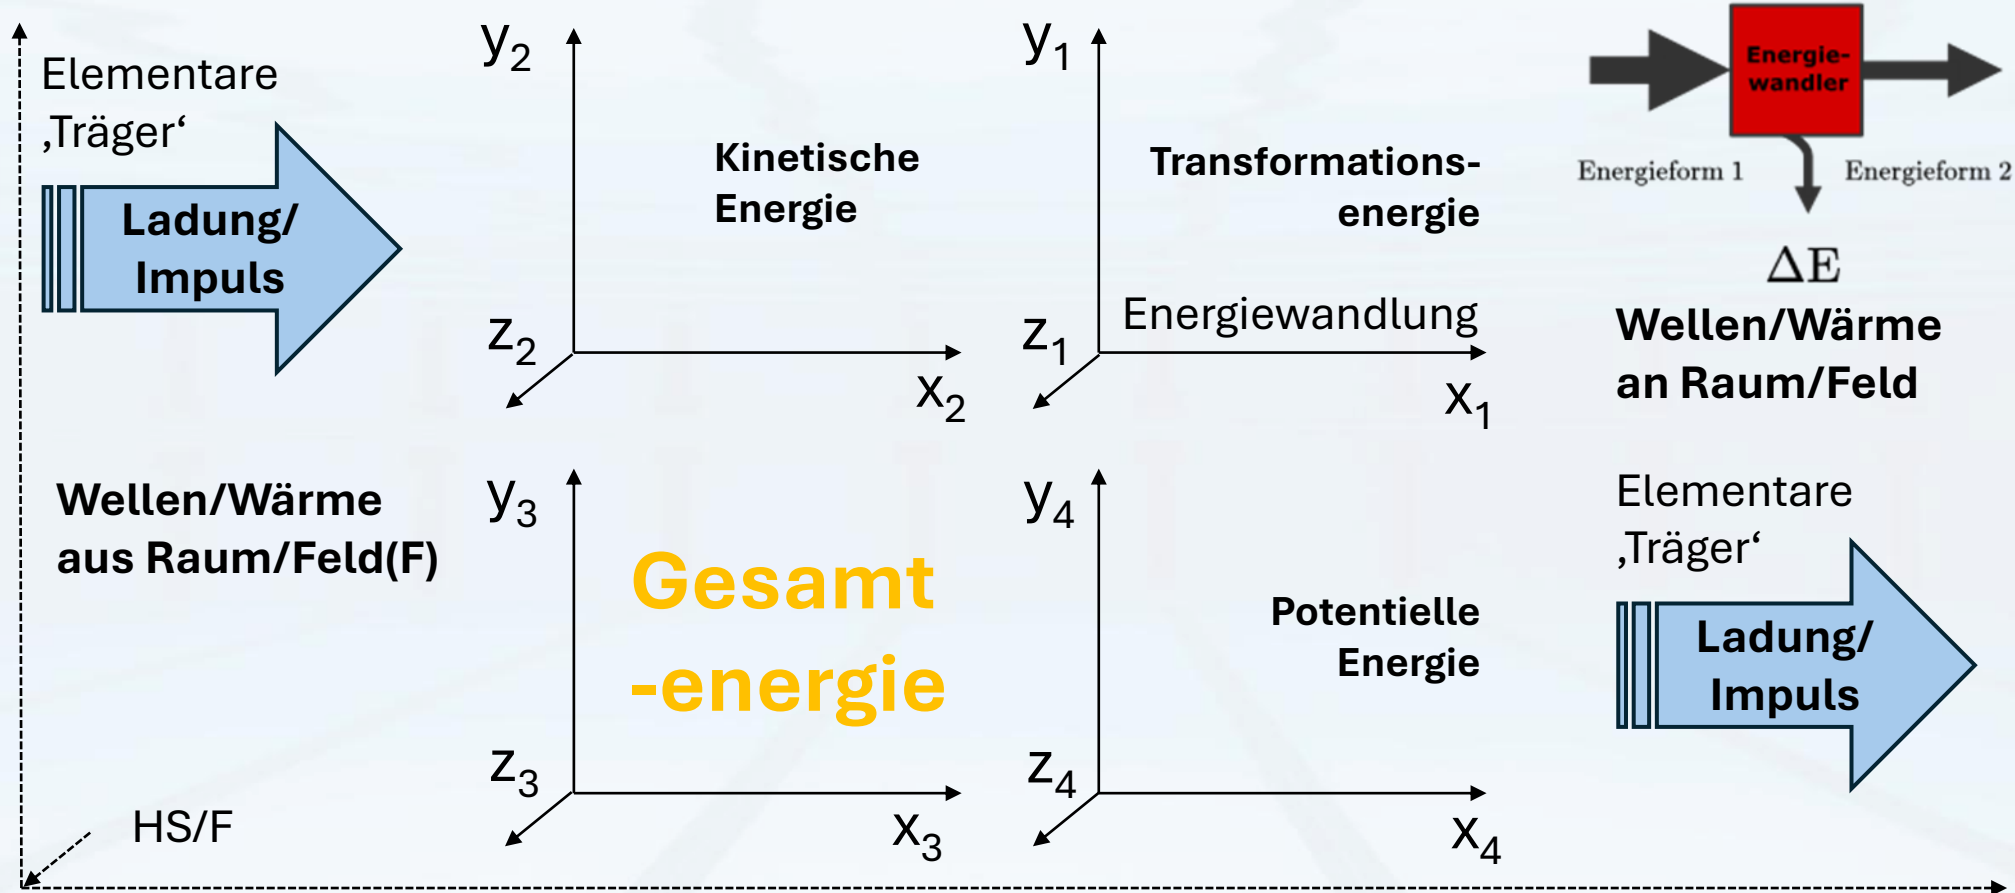 Elementare
‚Träger‘
Ladung/
Impuls
y₂
Kinetische
Energie
z₂
x₂
y₁
Transformations-
energie
Energiewandlung
z₁
x₁
Energie-
wandler
Energieform 1
Energieform 2
ΔE
Wellen/Wärme
an Raum/Feld
Wellen/Wärme
aus Raum/Feld(F)
y₃
Gesamt
-energie
z₃
x₃
y₄
Potentielle
Energie
z₄
x₄
Elementare
‚Träger‘
Ladung/
Impuls
HS/F